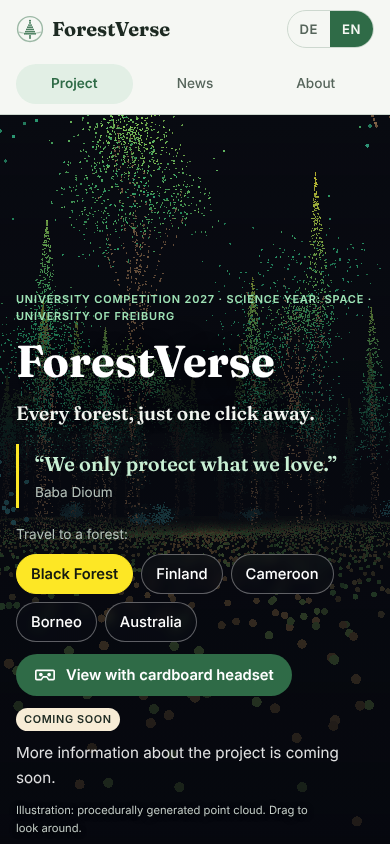 ForestVerse
DE EN
Project News About
UNIVERSITY COMPETITION 2027 · SCIENCE YEAR: SPACE ·
UNIVERSITY OF FREIBURG
ForestVerse
Every forest, just one click away.
“We only protect what we love.”
Baba Dioum
Travel to a forest:
Black Forest Finland Cameroon
Borneo Australia
View with cardboard headset
COMING SOON
More information about the project is coming
soon.
Illustration: procedurally generated point cloud. Drag to
look around.